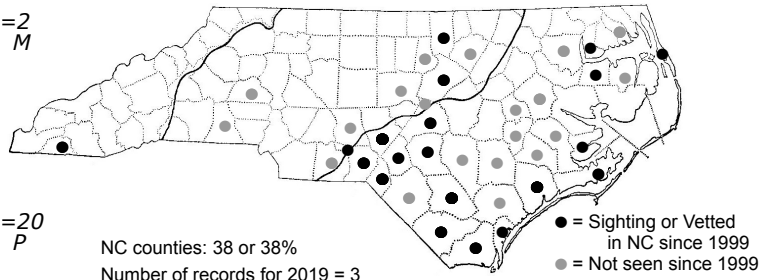 =2
M
=20
P
NC counties: 38 or 38%
Number of records for 2019 = 3
= Sighting or Vetted
in NC since 1999
= Not seen since 1999